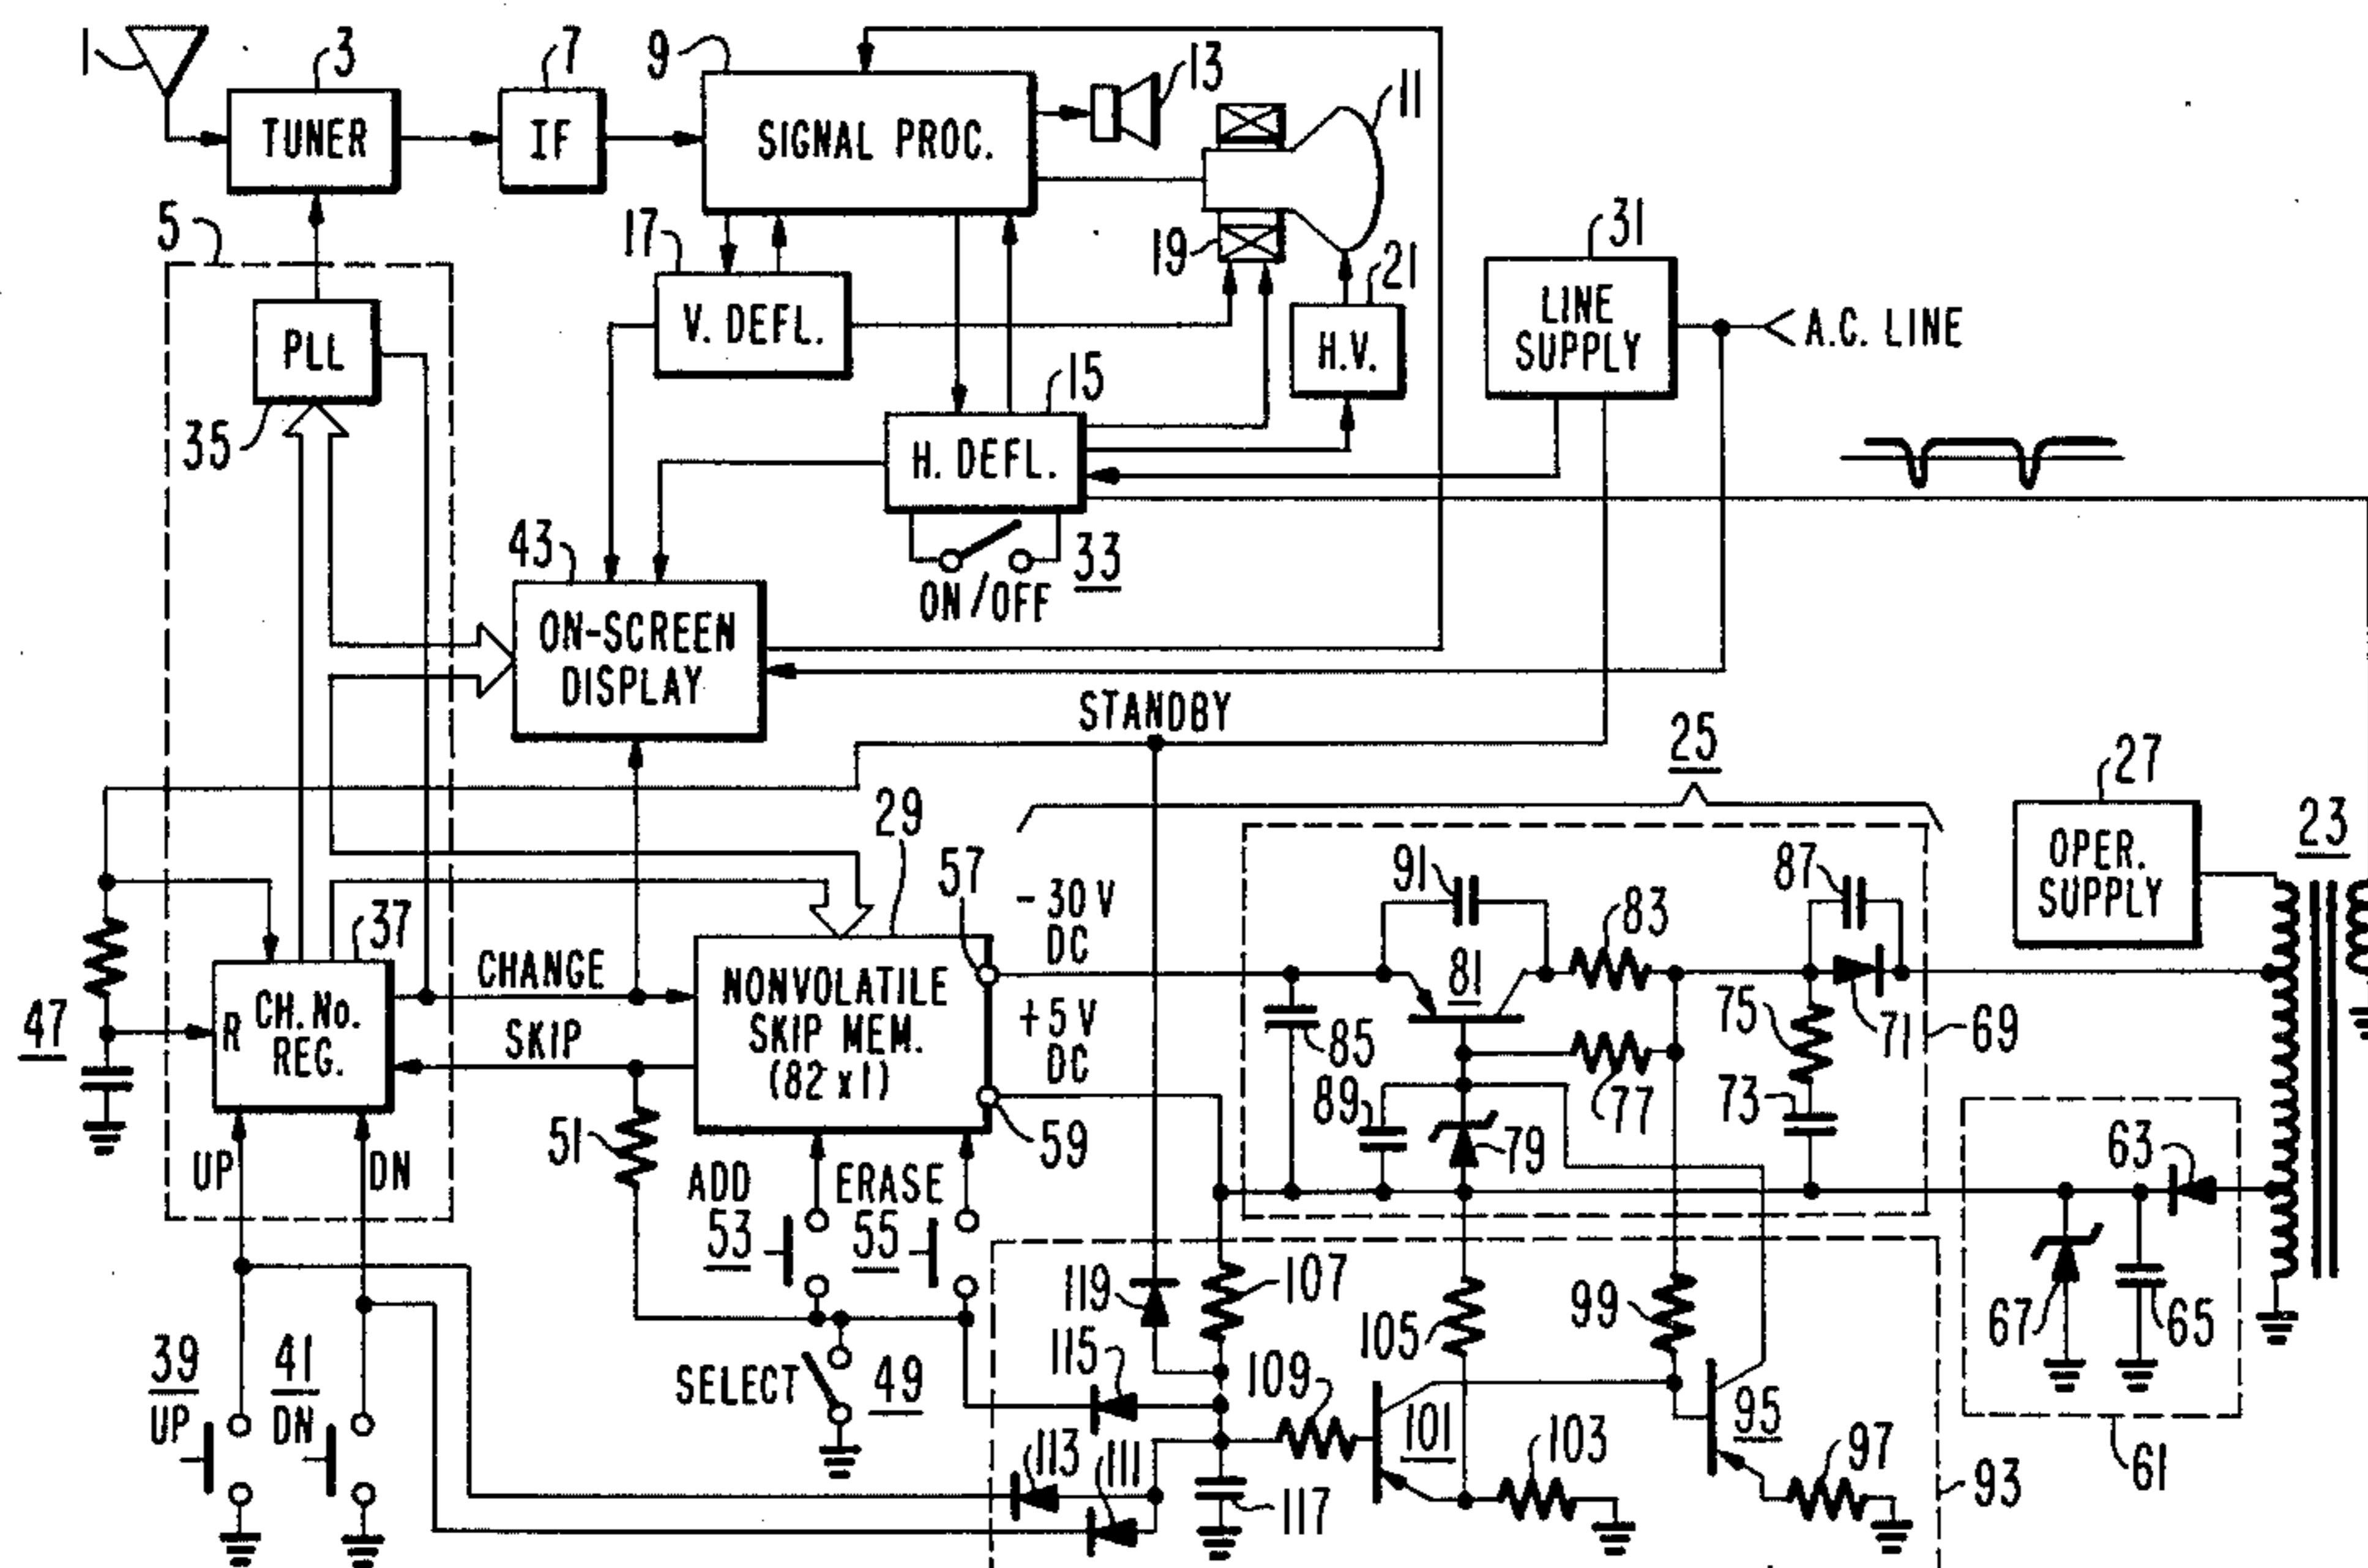 1
3
7
9
13
11
TUNER
IF
SIGNAL PROC.
5
17
19
21
31
PLL
V. DEFL.
H.V.
LINE
SUPPLY
A.C. LINE
35
15
H. DEFL.
43
33
ON/OFF
ON-SCREEN
DISPLAY
STANDBY
25
27
23
29
57
OPER.
SUPPLY
91
87
- 30 V
DC
83
37
CHANGE
81
47
R
CH. No.
REG.
NONVOLATILE
SKIP MEM.
(82 x 1)
+ 5 V
DC
75
71
69
SKIP
85
89
77
73
51
59
79
63
UP
DN
ADD
53
ERASE
55
119
107
105
99
67
65
39
UP
41
DN
115
109
SELECT
49
101
95
113
111
103
97
61
117
93